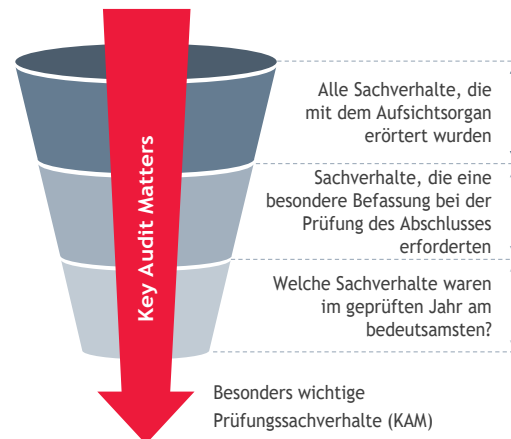 Key Audit Matters
Alle Sachverhalte, die
mit dem Aufsichtsorgan
erörtert wurden
Sachverhalte, die eine
besondere Befassung bei der
Prüfung des Abschlusses
erforderten
Welche Sachverhalte waren
im geprüften Jahr am
bedeutsamsten?
Besonders wichtige
Prüfungssachverhalte (KAM)